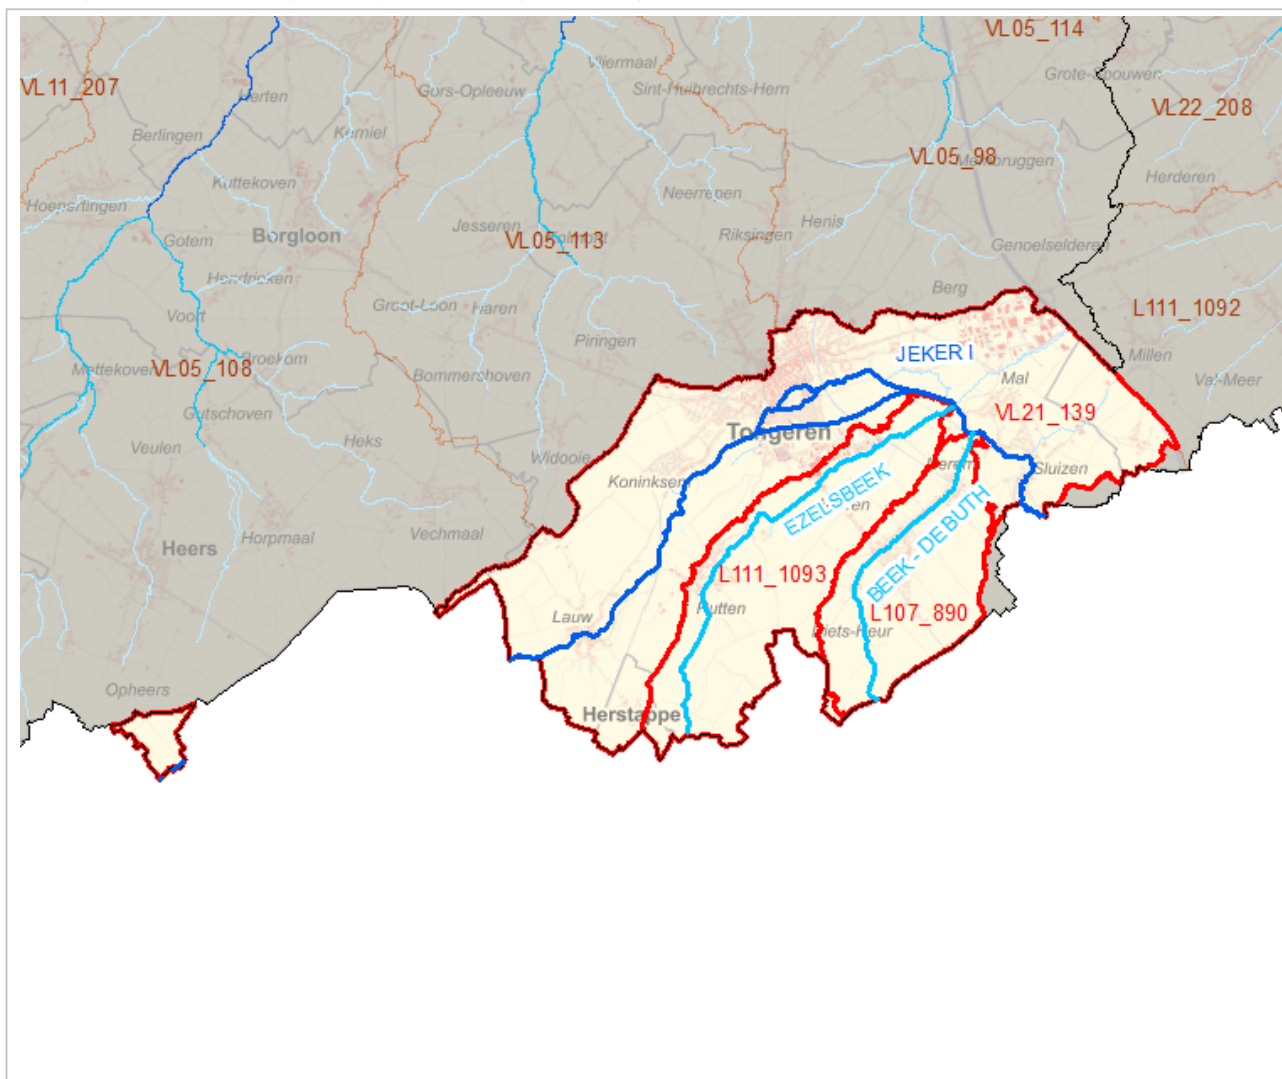 VL05_114
Vliermaal
Grote-Spouwen
VL11_207
Herten
Gors-Opleeuw
Sint-Huibrechts-Hern
VL22_208
Berlingen
Kerniel
VL05_98
Kuttekoven
Neerrepen
Herderen
Hoepertingen
Jesseren
Henis
Gotem
Borgloon
VL05_113
Riksingen
Genoelselderen
Hendrieken
Berg
Groot-Loon
Haren
L111_1092
Voort
Piringen
JEKER I
Millen
Broekom
Mettekoven
VL05_108
Bommershoven
Mal
Val-Meer
Gutschoven
VL21_139
Tongeren
Veulen
Heks
Widooie
Sluizen
Koninksem
EZELSBEEK
BEEK - DE BUTH
Horpmaal
Vechmaal
Heers
L111_1093
Lauw
Rutten
L107_890
Diets-Heur
Opheers
Herstappe